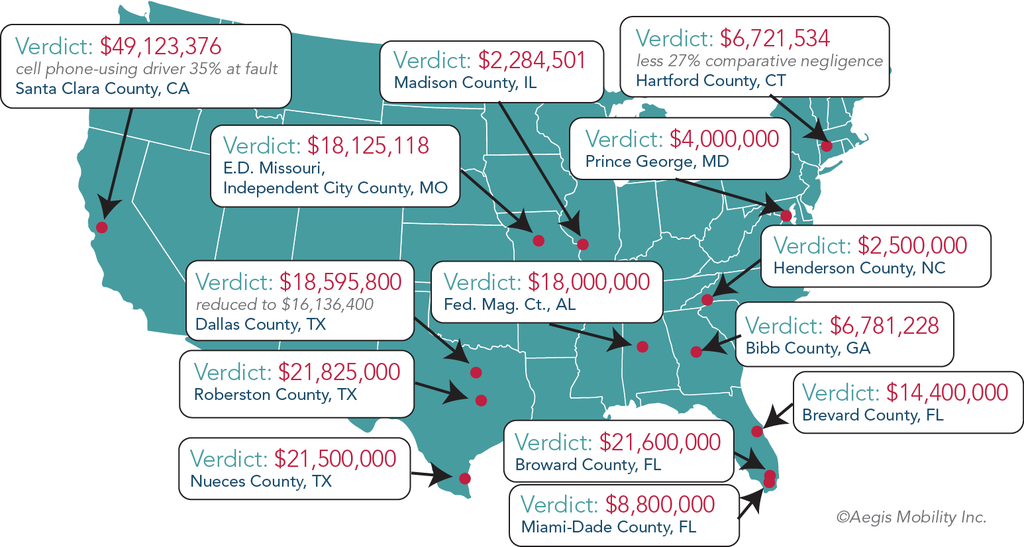 Verdict: $49,123,376
cell phone-using driver 35% at fault
Santa Clara County, CA
Verdict: $2,284,501
Madison County, IL
Verdict: $6,721,534
less 27% comparative negligence
Hartford County, CT
Verdict: $18,125,118
E.D. Missouri,
Independent City County, MO
Verdict: $4,000,000
Prince George, MD
Verdict: $2,500,000
Henderson County, NC
Verdict: $18,595,800
reduced to $16,136,400
Dallas County, TX
Verdict: $18,000,000
Fed. Mag. Ct., AL
Verdict: $6,781,228
Bibb County, GA
Verdict: $21,825,000
Roberston County, TX
Verdict: $14,400,000
Brevard County, FL
Verdict: $21,500,000
Nueces County, TX
Verdict: $21,600,000
Broward County, FL
Verdict: $8,800,000
Miami-Dade County, FL
©Aegis Mobility Inc.